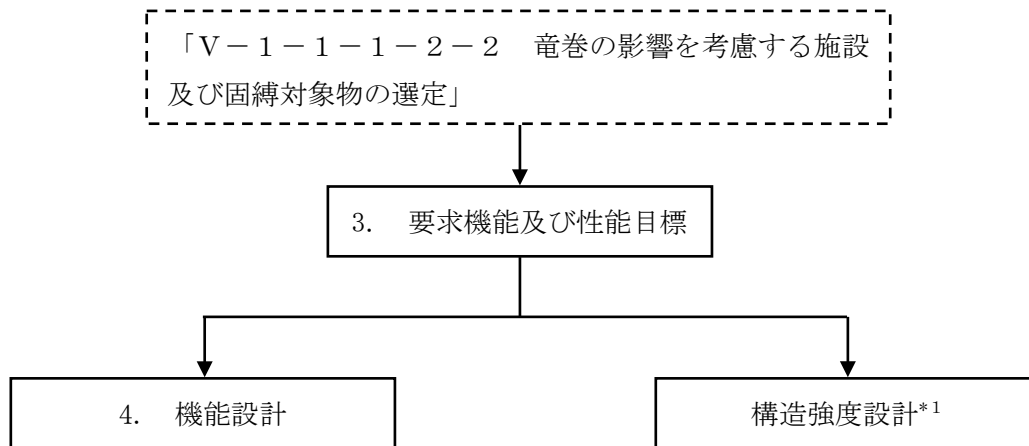 「Ⅴ－１－１－１－２－２　竜巻の影響を考慮する施設
及び固縛対象物の選定」
3.　要求機能及び性能目標
4.　機能設計
構造強度設計*1